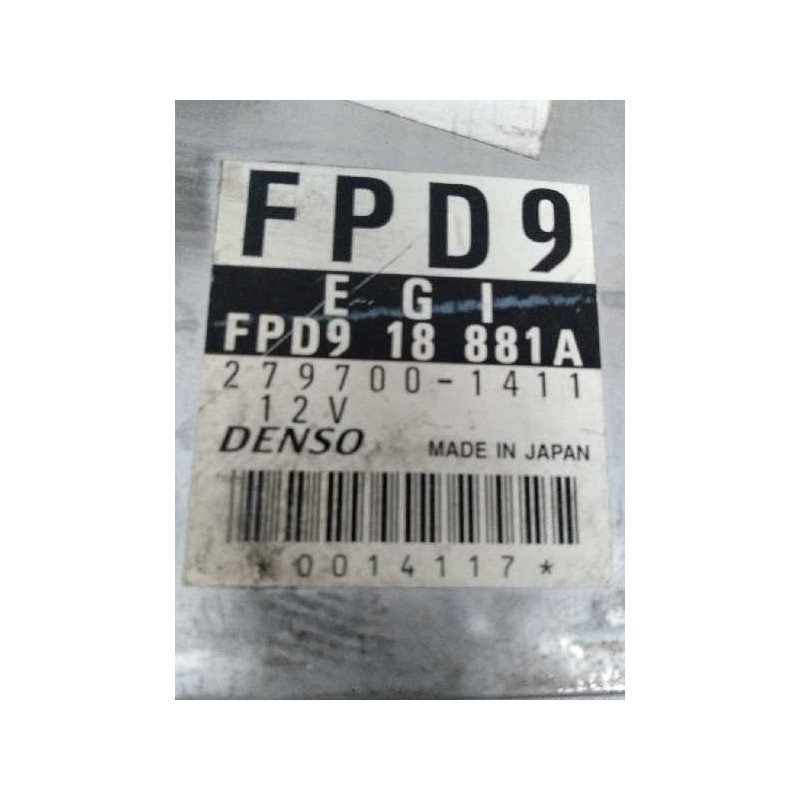 FPD9
E G I
FPD9 18 881A
279700-1411
12V
DENSO MADE IN JAPAN
*0014117*